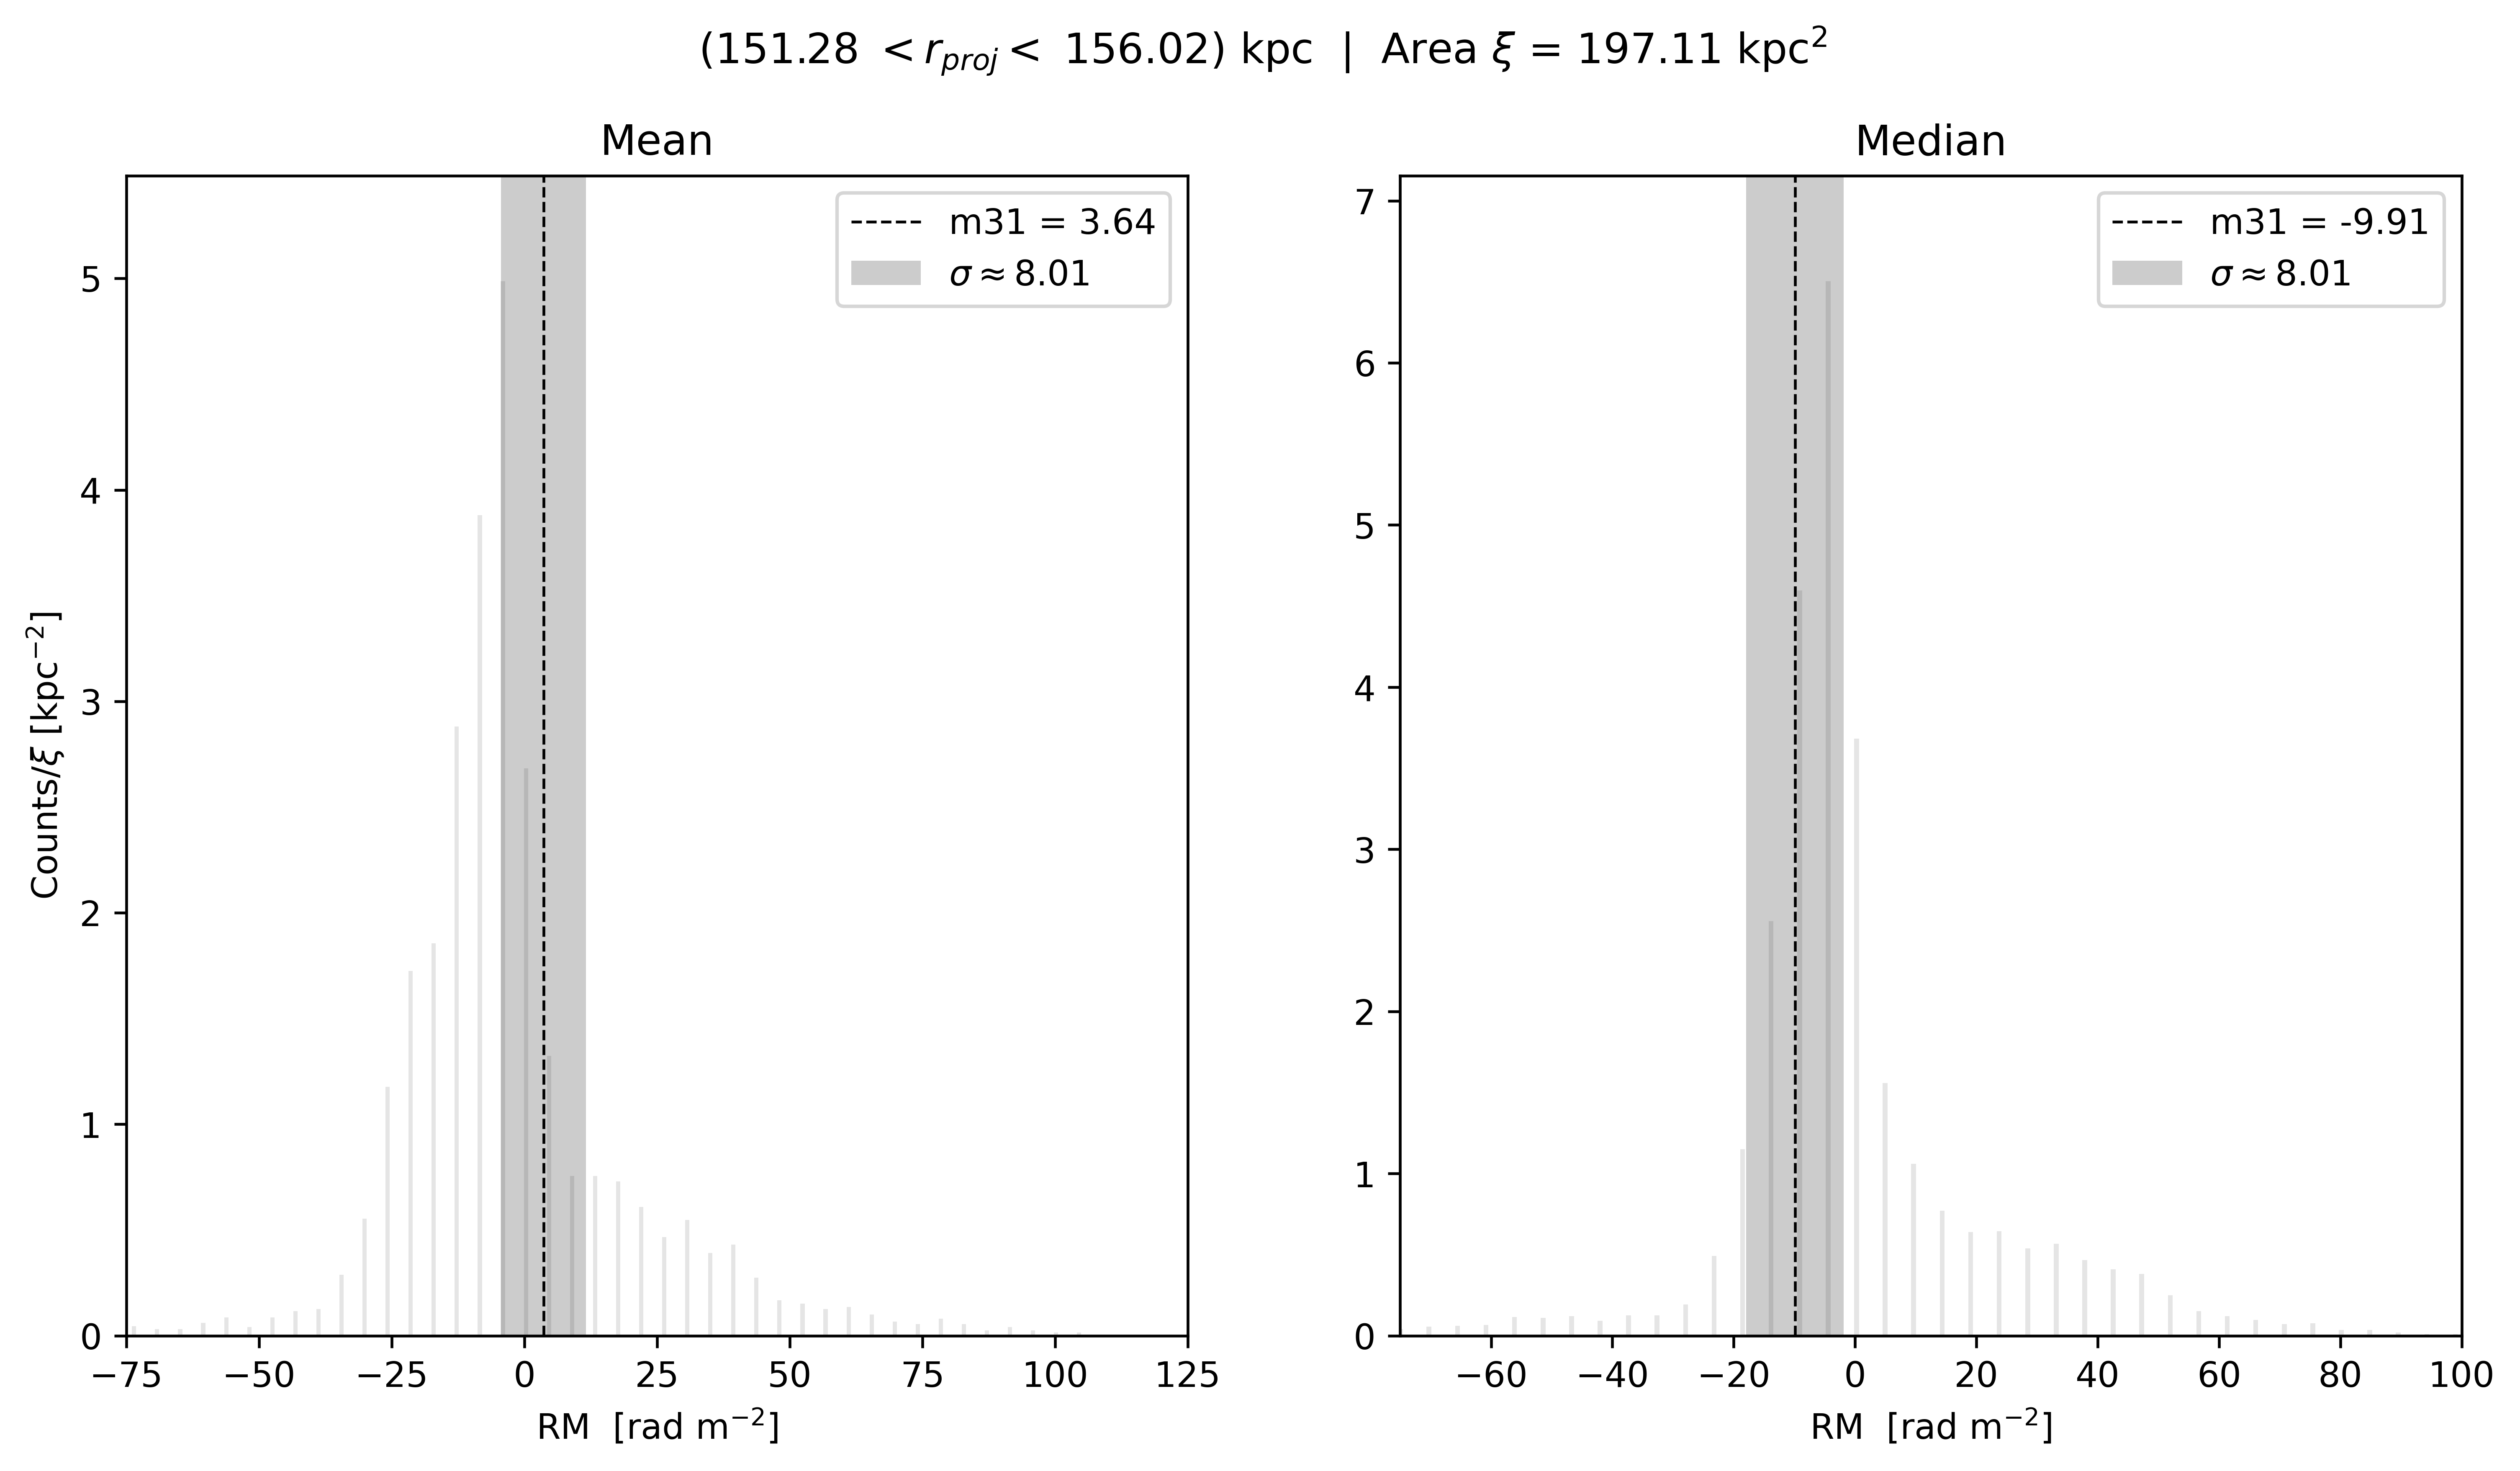 (151.28 < r_proj < 156.02) kpc | Area ξ = 197.11 kpc²
Mean
Median
m31 = 3.64
σ ≈ 8.01
m31 = -9.91
σ ≈ 8.01
Counts/ξ [kpc⁻²]
5
4
3
2
1
0
−75 −50 −25 0 25 50 75 100 125
RM [rad m⁻²]
7
6
5
4
3
2
1
0
−60 −40 −20 0 20 40 60 80 100
RM [rad m⁻²]